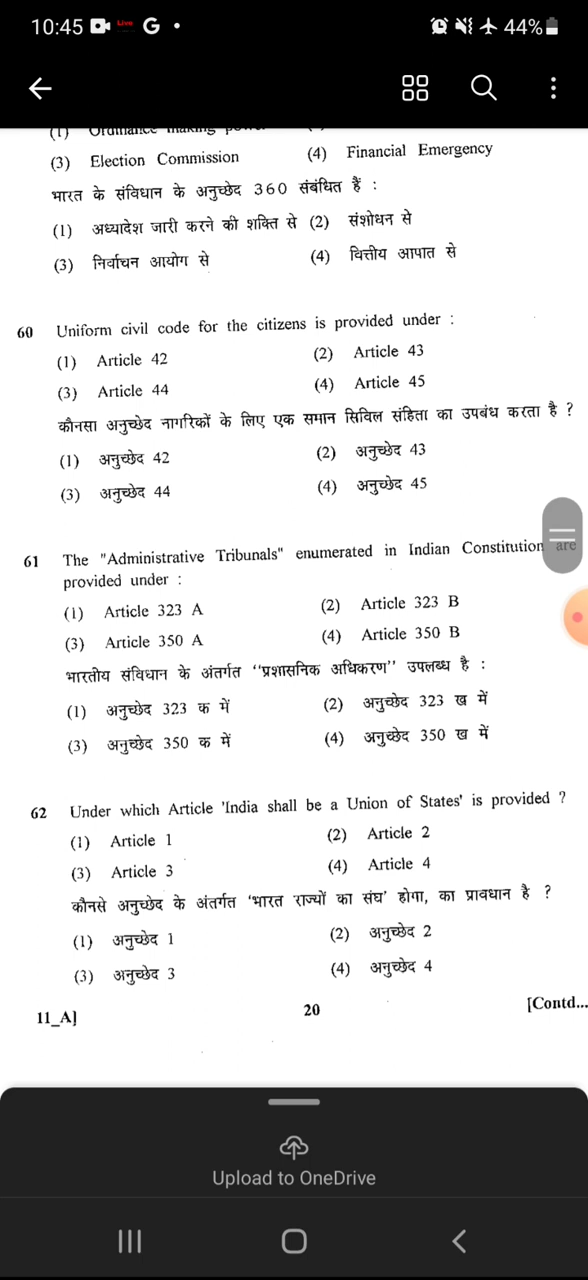 10:45 Live G • 44%
(1) Ordinance making
(3) Election Commission (4) Financial Emergency
भारत के संविधान के अनुच्छेद 360 संबंधित हैं :
(1) अध्यादेश जारी करने की शक्ति से (2) संशोधन से
(3) निर्वाचन आयोग से (4) वित्तीय आपात से
60 Uniform civil code for the citizens is provided under :
(1) Article 42 (2) Article 43
(3) Article 44 (4) Article 45
कौनसा अनुच्छेद नागरिकों के लिए एक समान सिविल संहिता का उपबंध करता है ?
(1) अनुच्छेद 42 (2) अनुच्छेद 43
(3) अनुच्छेद 44 (4) अनुच्छेद 45
61 The "Administrative Tribunals" enumerated in Indian Constitution are
provided under :
(1) Article 323 A (2) Article 323 B
(3) Article 350 A (4) Article 350 B
भारतीय संविधान के अंतर्गत ‘‘प्रशासनिक अधिकरण’’ उपलब्ध है :
(1) अनुच्छेद 323 क में (2) अनुच्छेद 323 ख में
(3) अनुच्छेद 350 क में (4) अनुच्छेद 350 ख में
62 Under which Article 'India shall be a Union of States' is provided ?
(1) Article 1 (2) Article 2
(3) Article 3 (4) Article 4
कौनसे अनुच्छेद के अंतर्गत ‘भारत राज्यों का संघ’ होगा, का प्रावधान है ?
(1) अनुच्छेद 1 (2) अनुच्छेद 2
(3) अनुच्छेद 3 (4) अनुच्छेद 4
11_A] 20 [Contd...
Upload to OneDrive